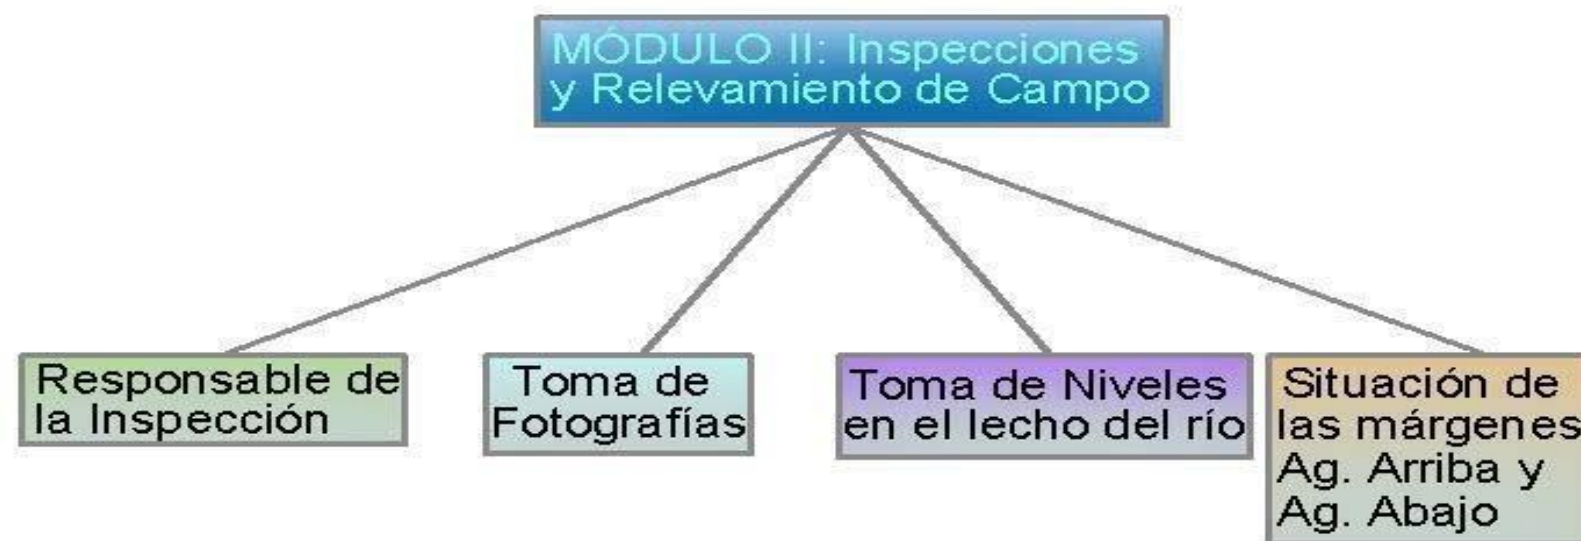 MÓDULO II: Inspecciones
y Relevamiento de Campo
Responsable de
la Inspección
Toma de
Fotografías
Toma de Niveles
en el lecho del río
Situación de
las márgenes
Ag. Arriba y
Ag. Abajo